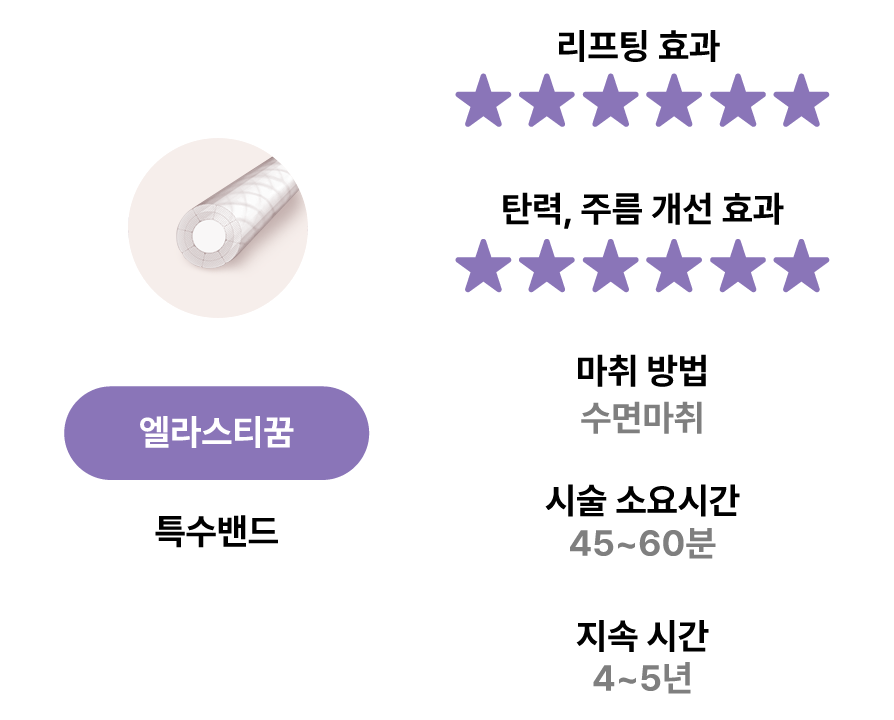 엘라스티꿈
특수밴드
리프팅 효과
탄력, 주름 개선 효과
마취 방법
수면마취
시술 소요시간
45~60분
지속 시간
4~5년